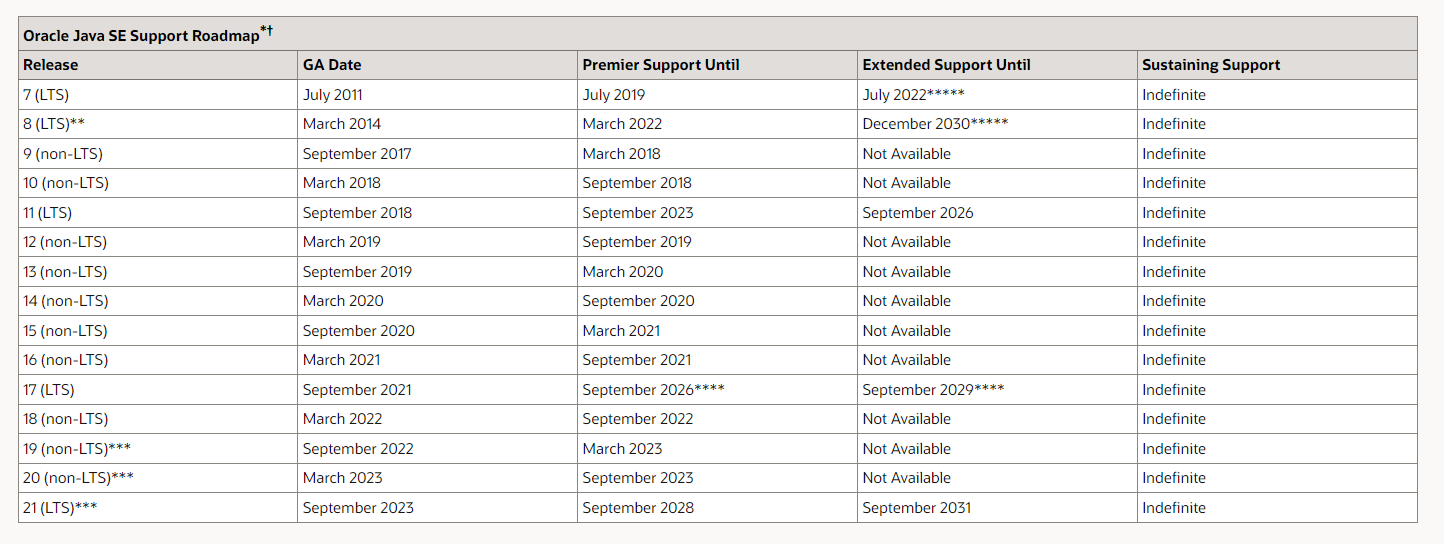 Oracle Java SE Support Roadmap*†
Release GA Date Premier Support Until Extended Support Until Sustaining Support
7 (LTS) July 2011 July 2019 July 2022***** Indefinite
8 (LTS)** March 2014 March 2022 December 2030***** Indefinite
9 (non-LTS) September 2017 March 2018 Not Available Indefinite
10 (non-LTS) March 2018 September 2018 Not Available Indefinite
11 (LTS) September 2018 September 2023 September 2026 Indefinite
12 (non-LTS) March 2019 September 2019 Not Available Indefinite
13 (non-LTS) September 2019 March 2020 Not Available Indefinite
14 (non-LTS) March 2020 September 2020 Not Available Indefinite
15 (non-LTS) September 2020 March 2021 Not Available Indefinite
16 (non-LTS) March 2021 September 2021 Not Available Indefinite
17 (LTS) September 2021 September 2026**** September 2029**** Indefinite
18 (non-LTS) March 2022 September 2022 Not Available Indefinite
19 (non-LTS)*** September 2022 March 2023 Not Available Indefinite
20 (non-LTS)*** March 2023 September 2023 Not Available Indefinite
21 (LTS)*** September 2023 September 2028 September 2031 Indefinite